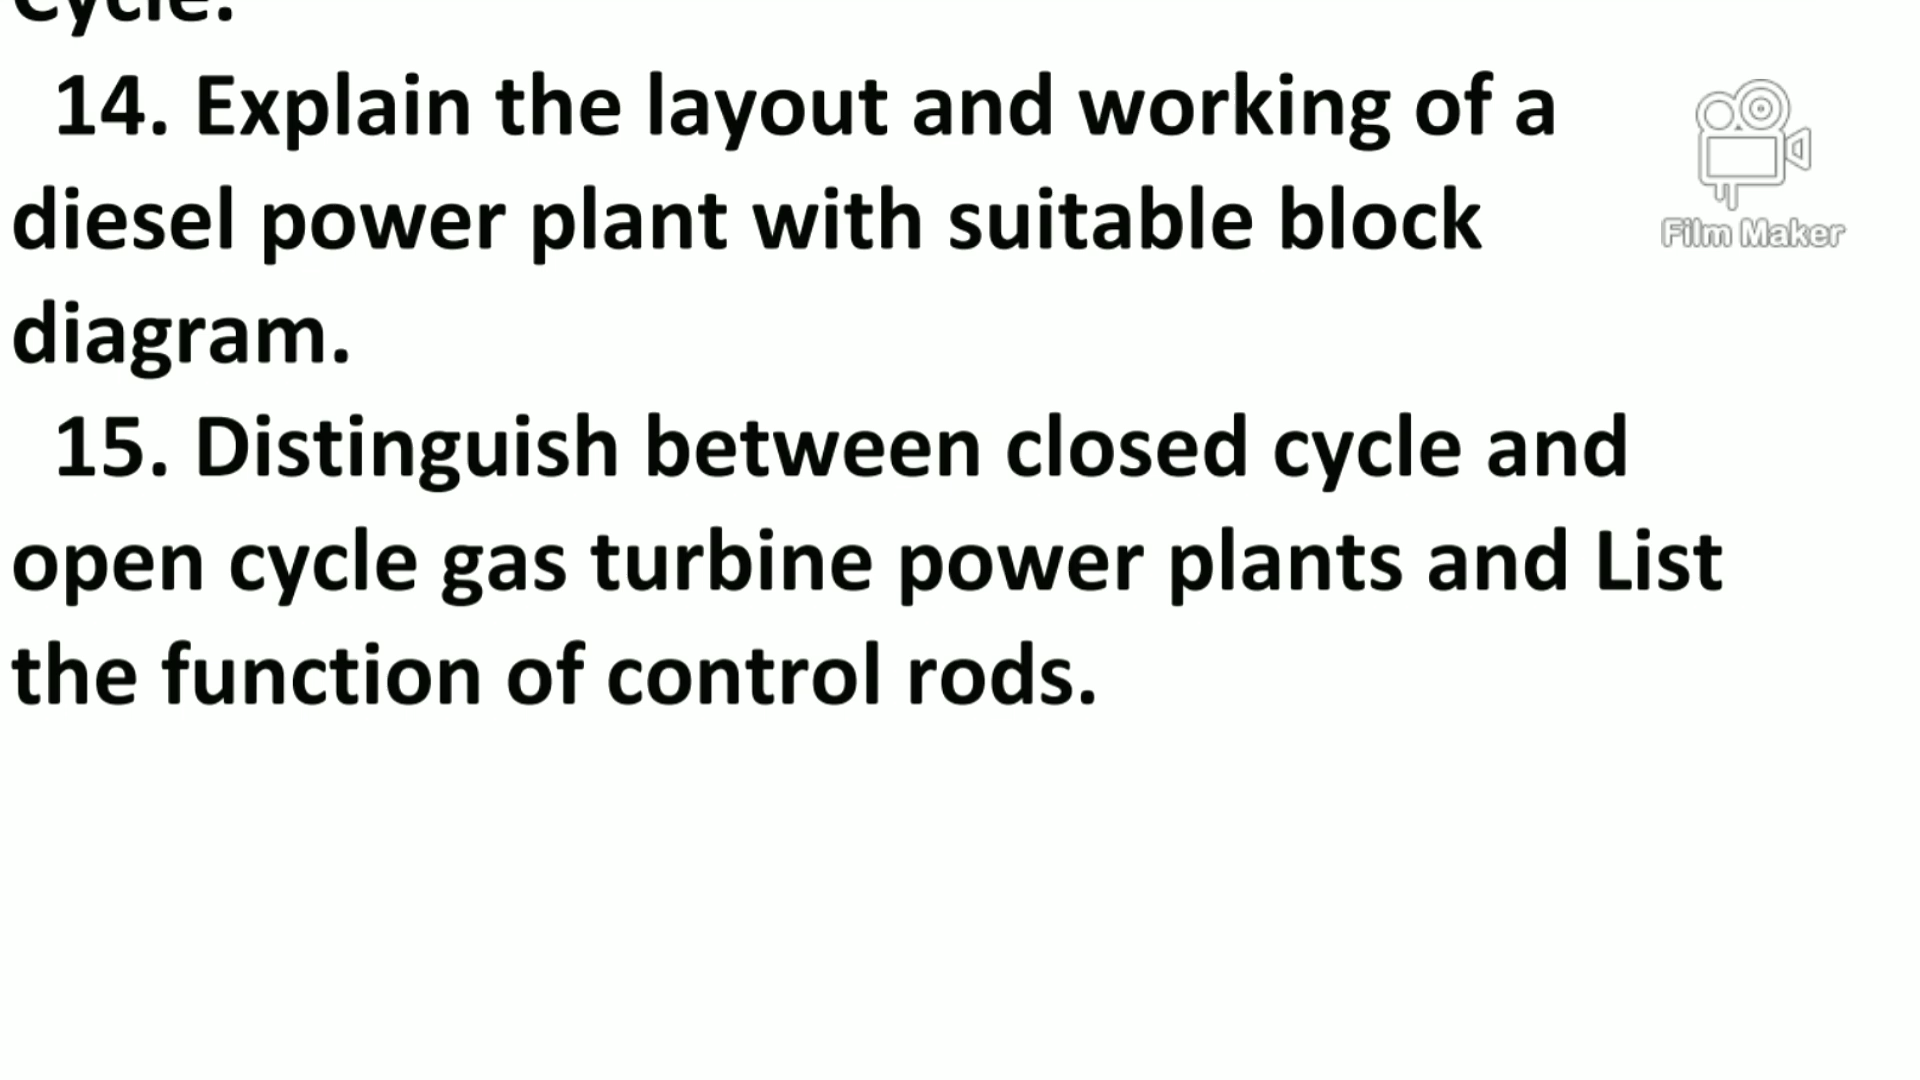 Cycle.
14. Explain the layout and working of a
diesel power plant with suitable block
diagram.
15. Distinguish between closed cycle and
open cycle gas turbine power plants and List
the function of control rods.
Film Maker